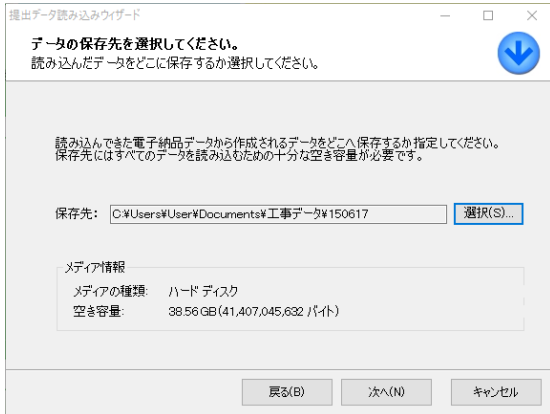 提出データ読み込みウィザード
データの保存先を選択してください。
読み込んだデータをどこに保存するか選択してください。
読み込んできた電子納品データから作成されるデータをどこへ保存するか指定してください。
保存先にはすべてのデータを読み込むための十分な空き容量が必要です。
保存先: C:¥Users¥User¥Documents¥工事データ¥150617 選択(S)...
メディア情報
メディアの種類: ハード ディスク
空き容量: 38.56 GB(41,407,045,632 バイト)
戻る(B) 次へ(N) キャンセル